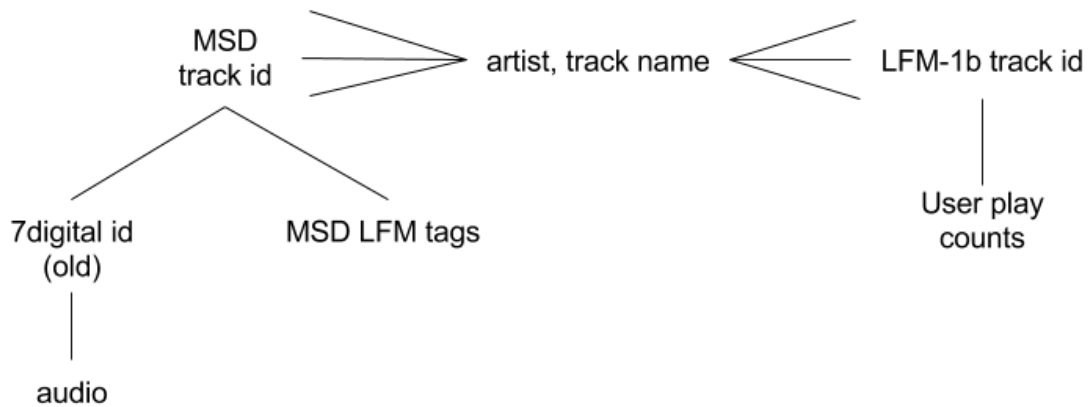 MSD
track id
artist, track name
LFM-1b track id
7digital id
(old)
MSD LFM tags
User play
counts
audio